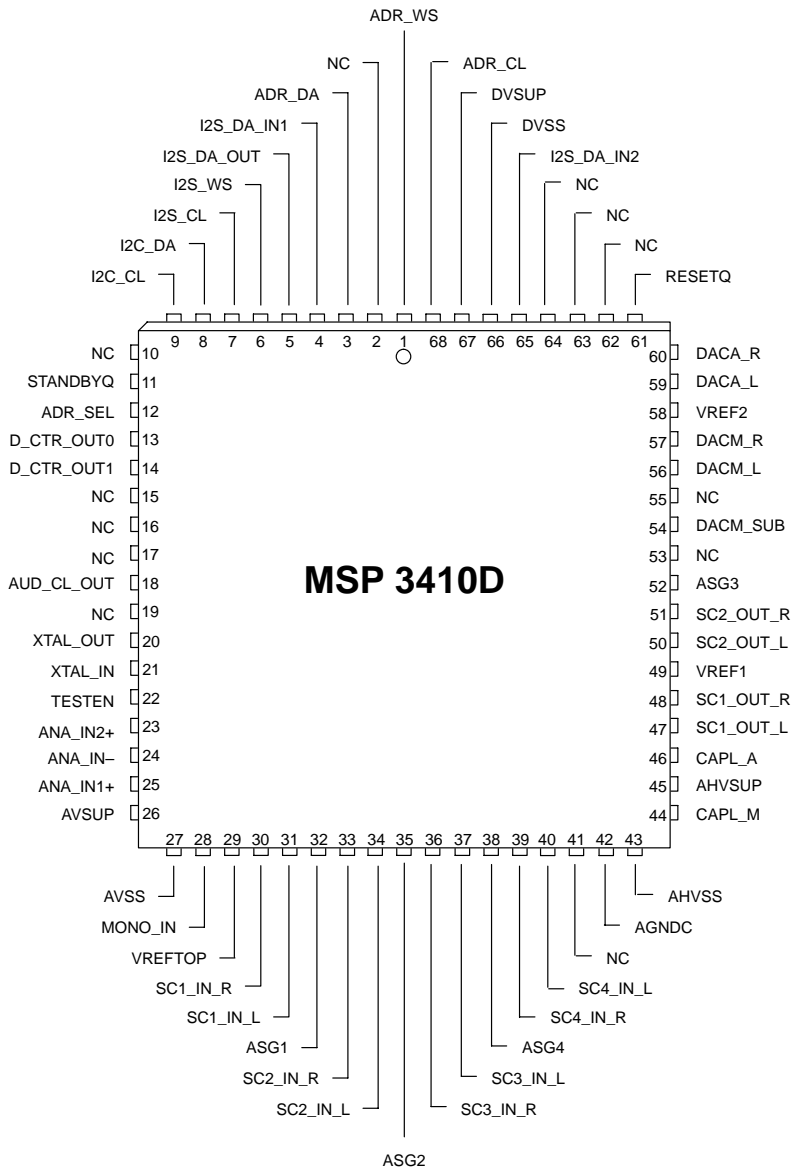 ADR_WS
NC
ADR_CL
ADR_DA
DVSUP
I2S_DA_IN1
DVSS
I2S_DA_OUT
I2S_DA_IN2
I2S_WS
NC
I2S_CL
NC
I2C_DA
NC
I2C_CL
RESETQ
9 8 7 6 5 4 3 2 1 68 67 66 65 64 63 62 61
NC 10 60 DACA_R
STANDBYQ 11 59 DACA_L
ADR_SEL 12 58 VREF2
D_CTR_OUT0 13 57 DACM_R
D_CTR_OUT1 14 56 DACM_L
NC 15 55 NC
NC 16 54 DACM_SUB
NC 17 53 NC
MSP 3410D
AUD_CL_OUT 18 52 ASG3
NC 19 51 SC2_OUT_R
XTAL_OUT 20 50 SC2_OUT_L
XTAL_IN 21 49 VREF1
TESTEN 22 48 SC1_OUT_R
ANA_IN2+ 23 47 SC1_OUT_L
ANA_IN– 24 46 CAPL_A
ANA_IN1+ 25 45 AHVSUP
AVSUP 26 44 CAPL_M
27 28 29 30 31 32 33 34 35 36 37 38 39 40 41 42 43
AVSS
AHVSS
MONO_IN
AGNDC
VREFTOP
NC
SC1_IN_R
SC4_IN_L
SC1_IN_L
SC4_IN_R
ASG1
ASG4
SC2_IN_R
SC3_IN_L
SC2_IN_L
SC3_IN_R
ASG2